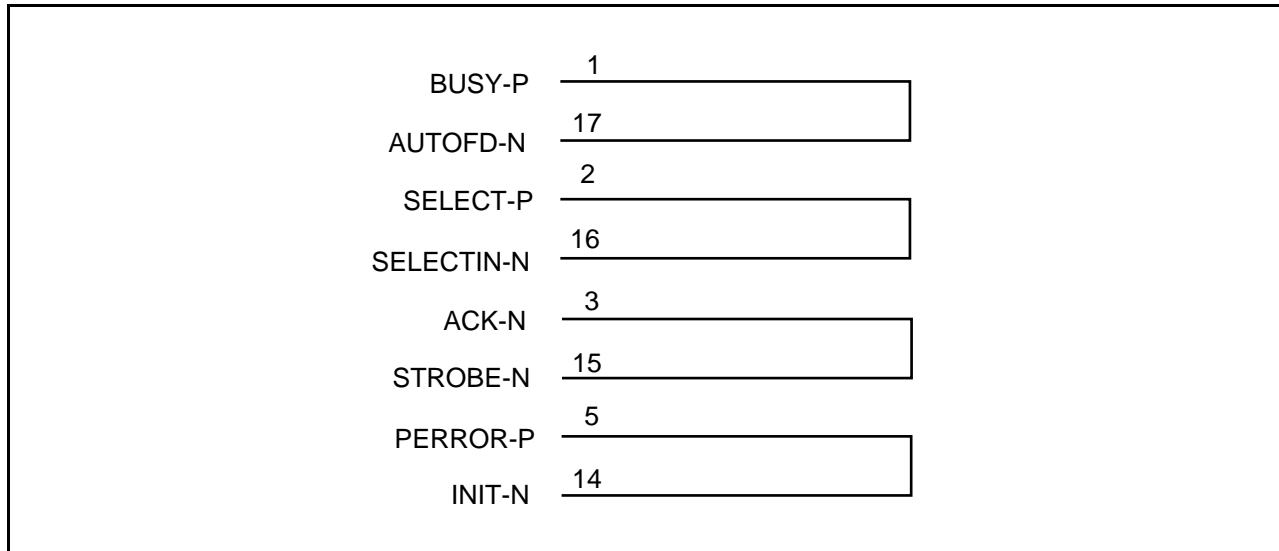 BUSY-P 1
AUTOFD-N 17
SELECT-P 2
SELECTIN-N 16
ACK-N 3
STROBE-N 15
PERROR-P 5
INIT-N 14